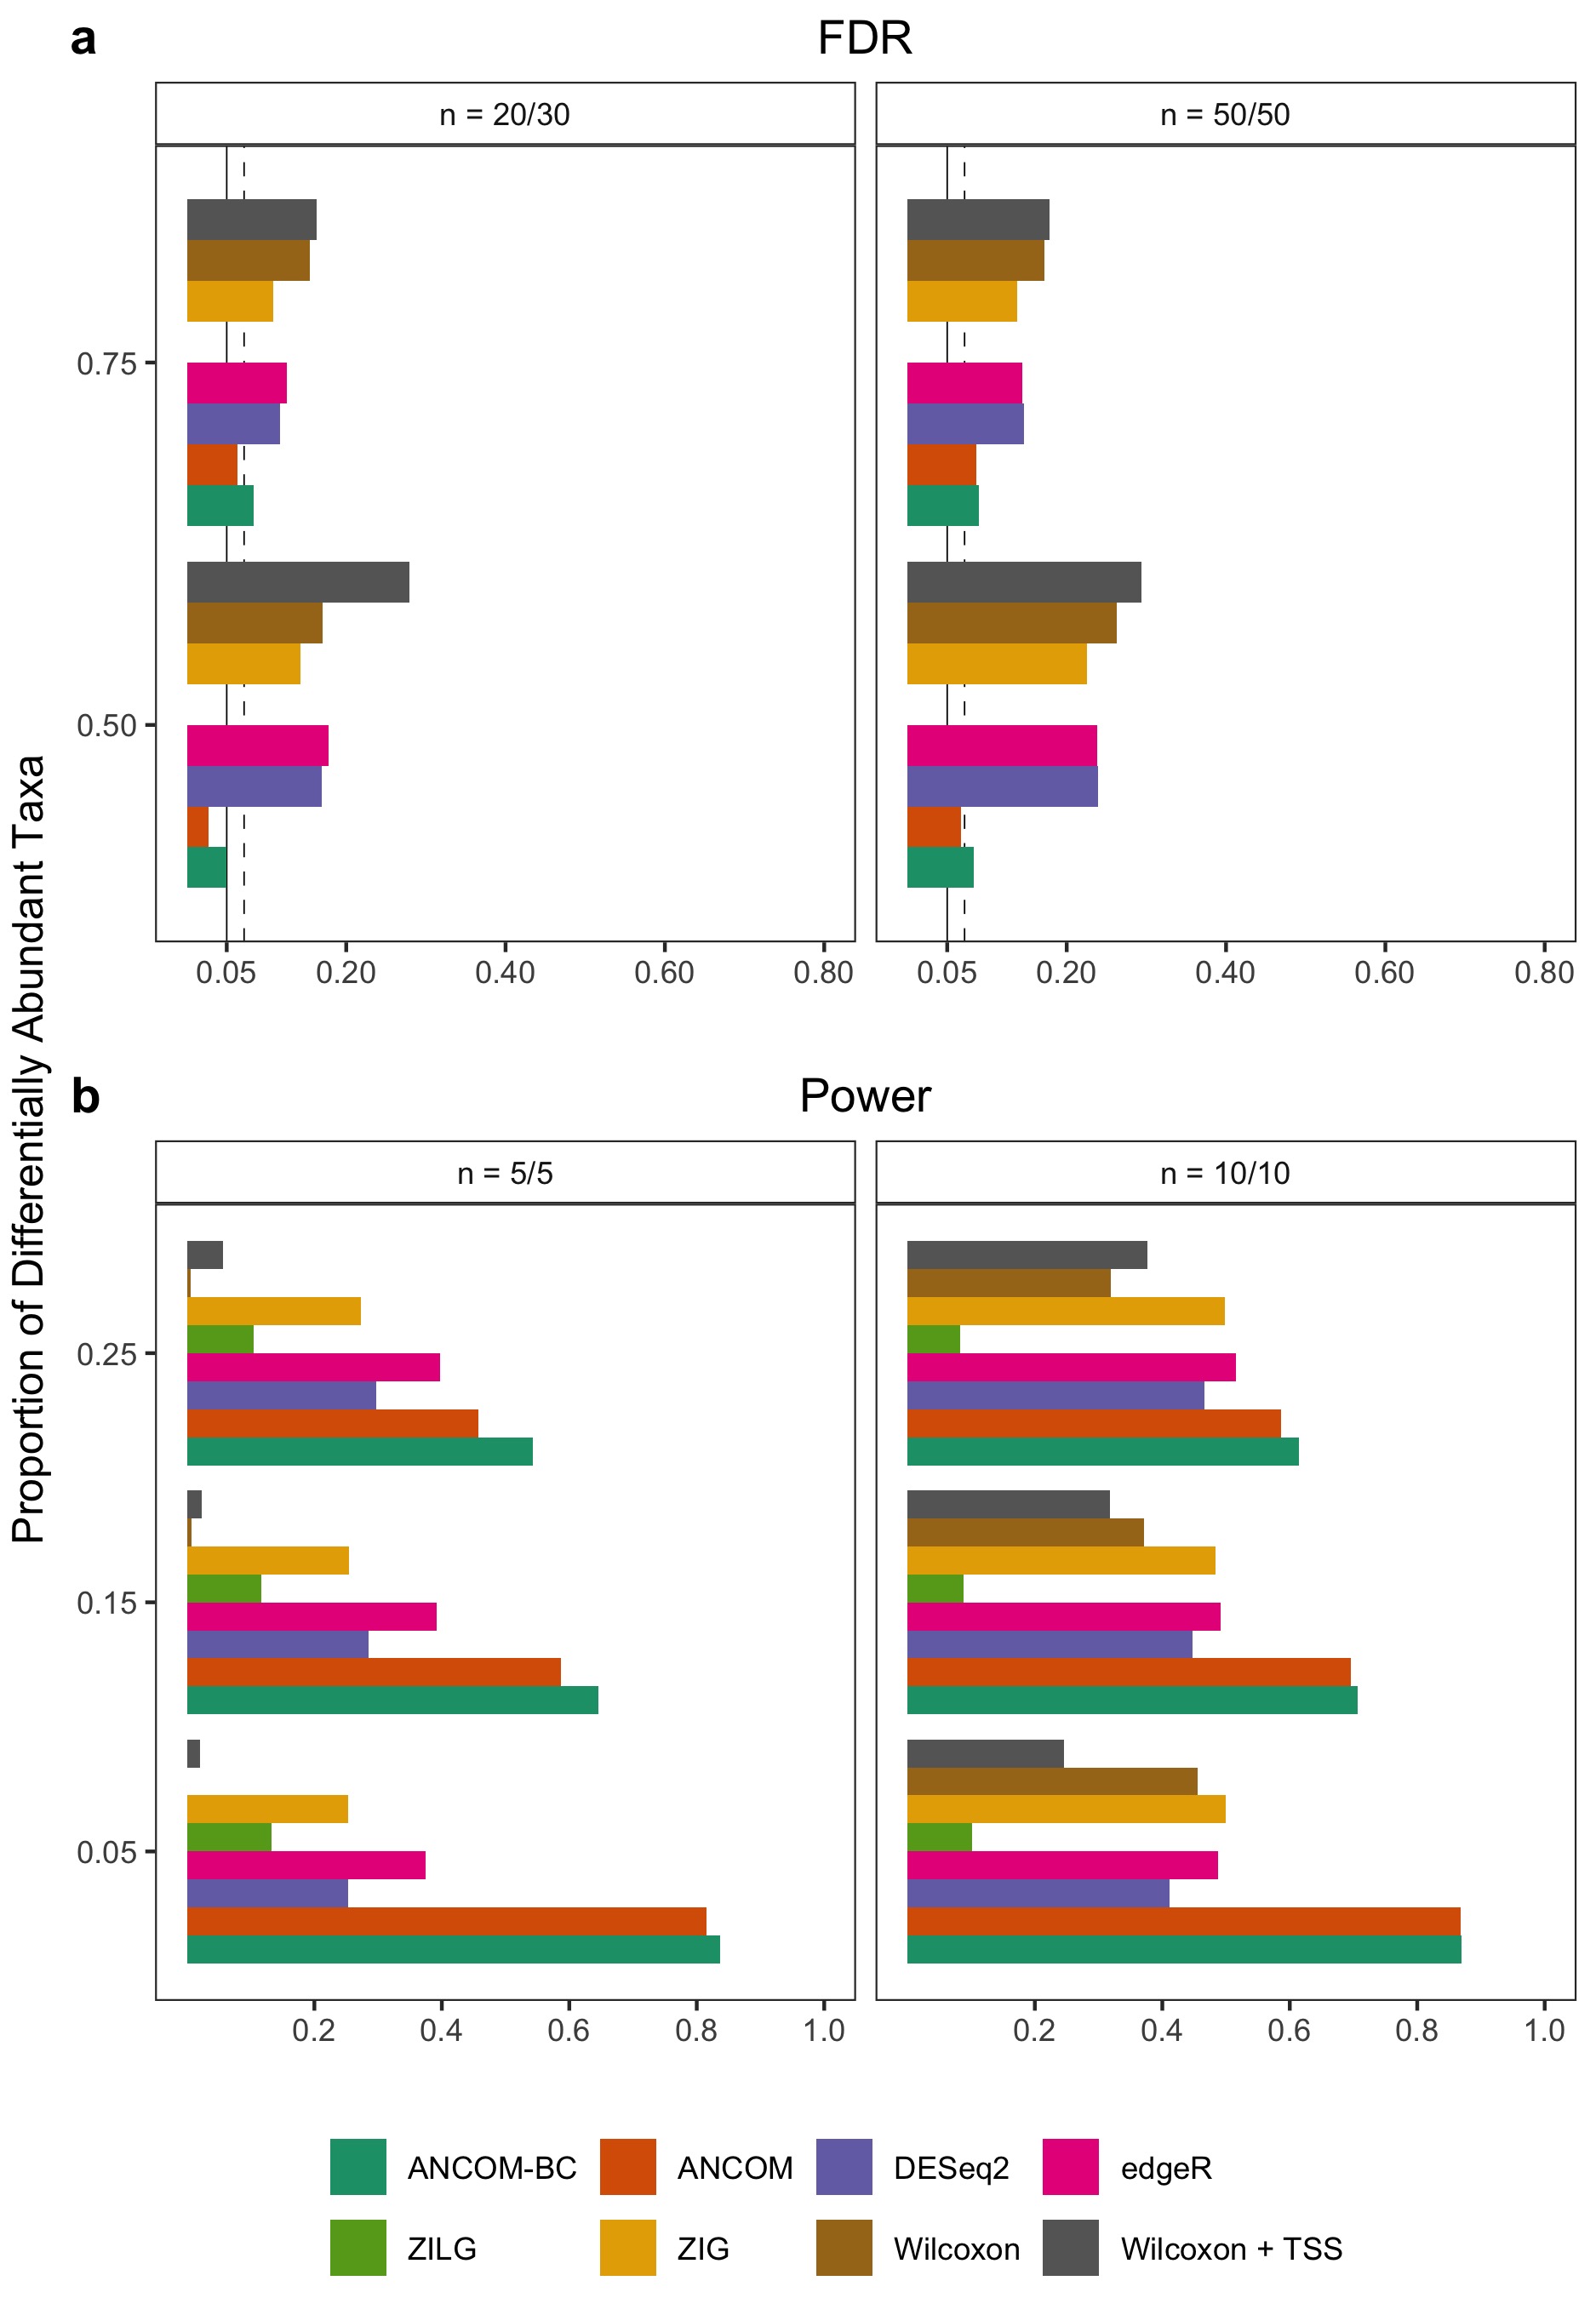 a
FDR
n = 20/30
n = 50/50
0.75
0.50
0.05 0.20 0.40 0.60 0.80
0.05 0.20 0.40 0.60 0.80
Proportion of Differentially Abundant Taxa
b
Power
n = 5/5
n = 10/10
0.25
0.15
0.05
0.2 0.4 0.6 0.8 1.0
0.2 0.4 0.6 0.8 1.0
ANCOM-BC ANCOM DESeq2 edgeR
ZILG ZIG Wilcoxon Wilcoxon + TSS